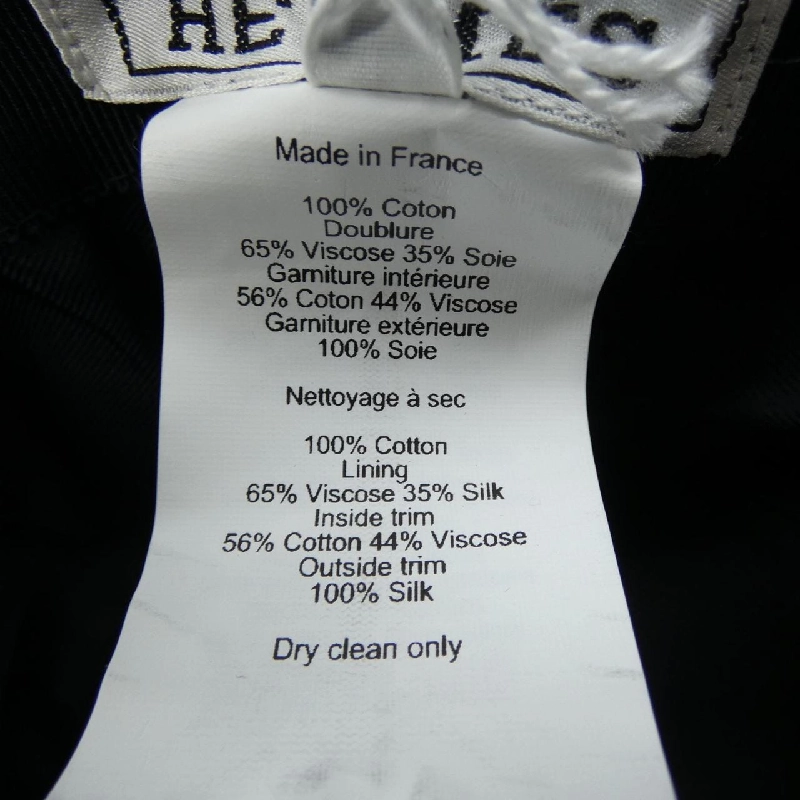 Made in France
100% Coton
Doublure
65% Viscose 35% Soie
Garniture intérieure
56% Coton 44% Viscose
Garniture extérieure
100% Soie
Nettoyage à sec
100% Cotton
Lining
65% Viscose 35% Silk
Inside trim
56% Cotton 44% Viscose
Outside trim
100% Silk
Dry clean only